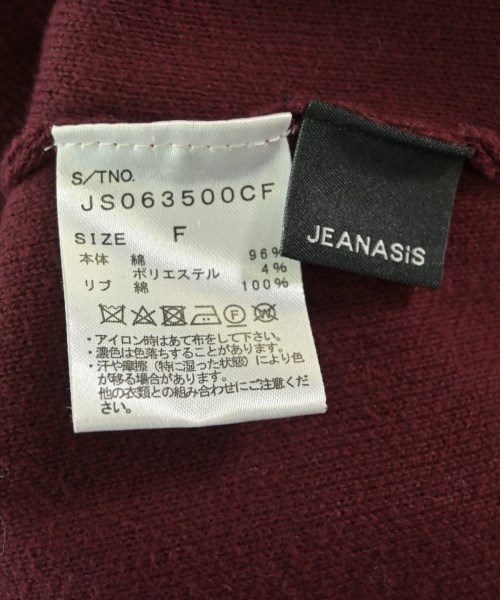 S/TNO.
JS063500CF
SIZE F
本体 綿 96%
ポリエステル 4%
リブ 綿 100%
・アイロン時はあて布をして下さい。
・濃色は色落ちすることがあります。
・汗や摩擦（特に湿った状態）により色
が移る場合があります。
他の衣類との組み合わせにご注意くだ
さい。
JEANASiS